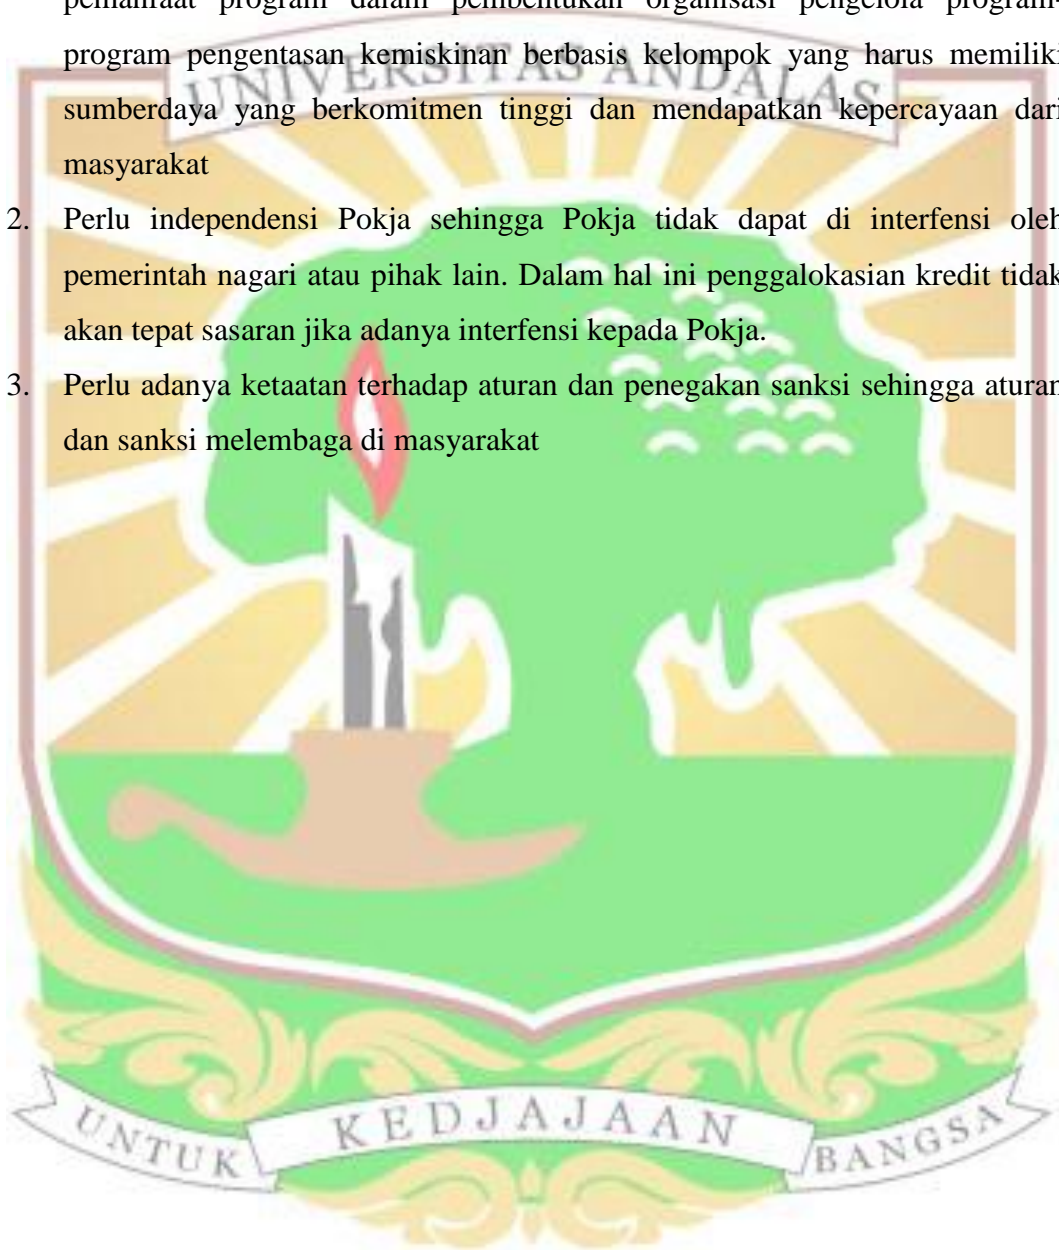 pemanfaat program dalam pembentukan organisasi pengelola program-
program pengentasan kemiskinan berbasis kelompok yang harus memiliki
UNIVERSITAS ANDALAS
sumberdaya yang berkomitmen tinggi dan mendapatkan kepercayaan dari
masyarakat
2. Perlu independensi Pokja sehingga Pokja tidak dapat di interfensi oleh
pemerintah nagari atau pihak lain. Dalam hal ini penggalokasian kredit tidak
akan tepat sasaran jika adanya interfensi kepada Pokja.
3. Perlu adanya ketaatan terhadap aturan dan penegakan sanksi sehingga aturan
dan sanksi melembaga di masyarakat
UNTUK KEDJAJAAN BANGSA